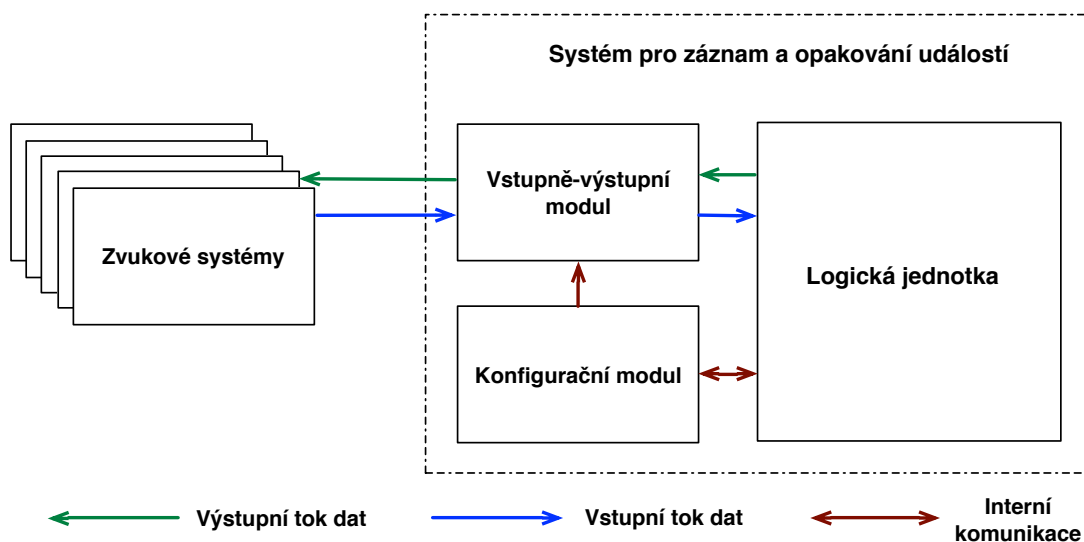 Systém pro záznam a opakování událostí
Vstupně-výstupní
modul
Zvukové systémy
Logická jednotka
Konfigurační modul
Výstupní tok dat
Vstupní tok dat
Interní
komunikace